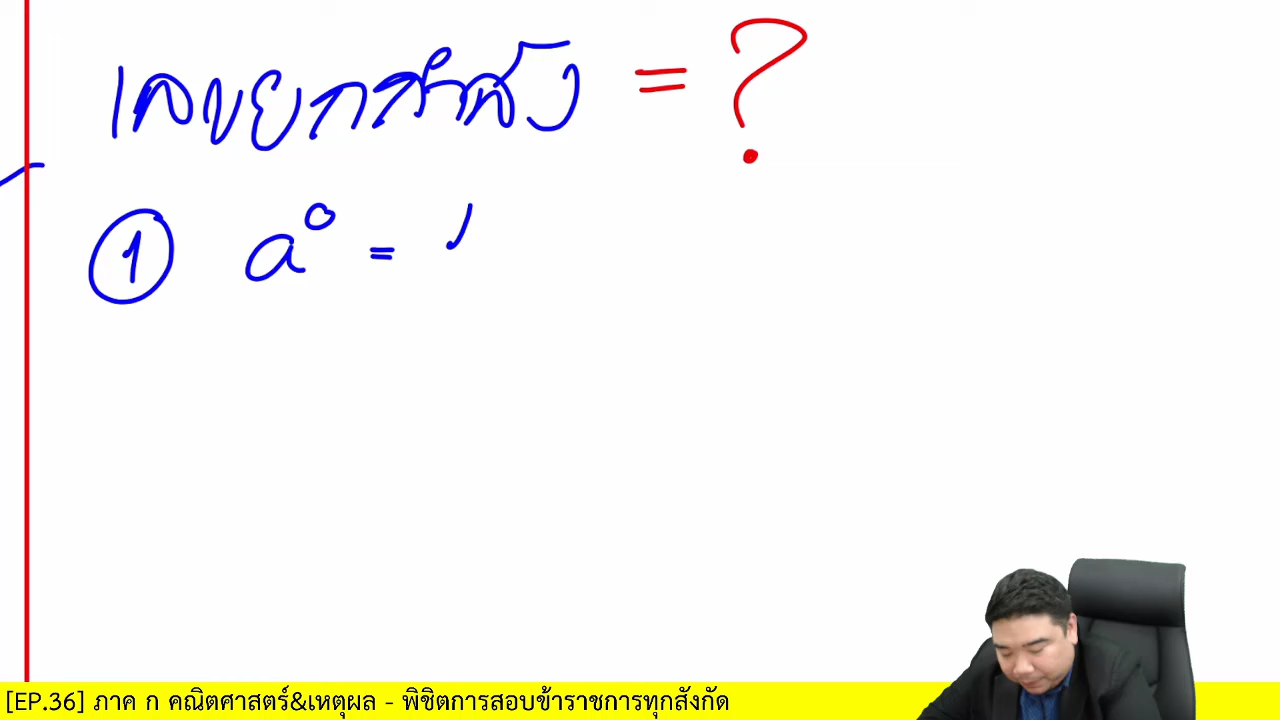 เลขยกกำลัง = ?
① a⁰ =
[EP.36] ภาค ก คณิตศาสตร์&เหตุผล - พิชิตการสอบข้าราชการทุกสังกัด